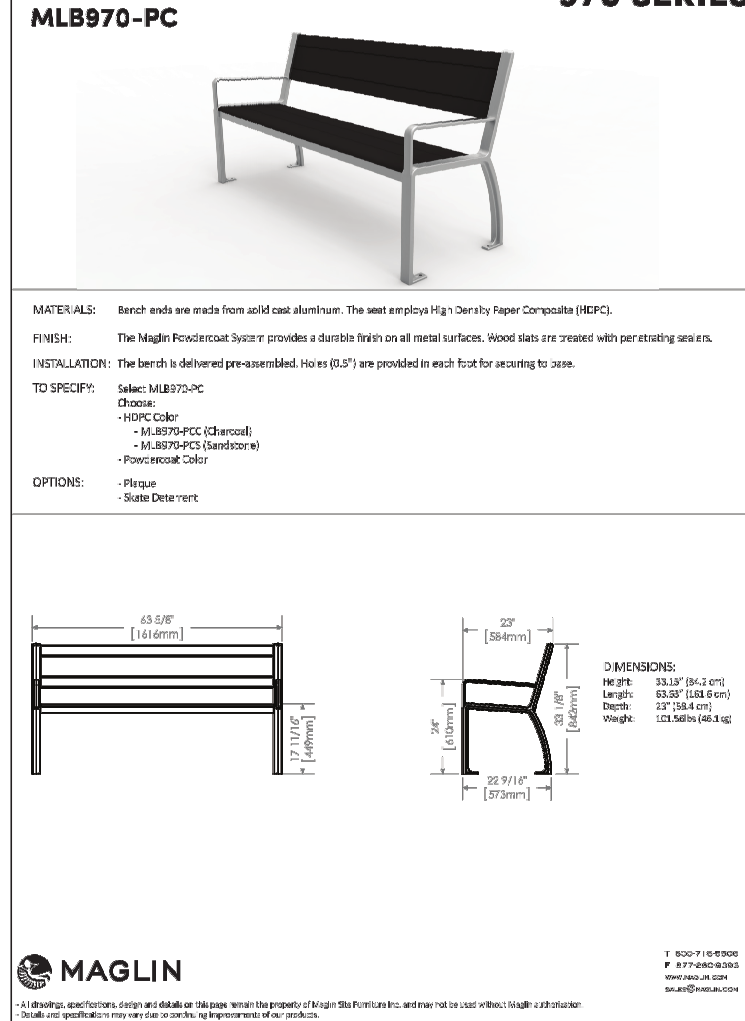 MLB970-PC
970 SERIES
MATERIALS: Bench ends are made from solid cast aluminum. The seat employs High Density Paper Composite (HDPC).
FINISH: The Maglin Powdercoat System provides a durable finish on all metal surfaces. Wood slats are treated with penetrating sealers.
INSTALLATION: The bench is delivered pre-assembled. Holes (0.5") are provided in each foot for securing to base.
TO SPECIFY: Select MLB970-PC
Choose:
- HDPC Color
- MLB970-PCC (Charcoal)
- MLB970-PCS (Sandstone)
- Powdercoat Color
OPTIONS: - Plaque
- Skate Deterrent
63 5/8"
[1616mm]
17 11/16"
[449mm]
23"
[584mm]
24"
[610mm]
33 1/8"
[842mm]
22 9/16"
[573mm]
DIMENSIONS:
Height: 33.15" (84.2 cm)
Length: 63.63" (161.6 cm)
Depth: 23" (58.4 cm)
Weight: 101.56lbs (46.1 kg)
MAGLIN
T 800-716-5506
F 877-260-9393
WWW.MAGLIN.COM
SALES@MAGLIN.COM
- All drawings, specifications, design and details on this page remain the property of Maglin Site Furniture Inc. and may not be used without Maglin authorization.
- Details and specifications may vary due to continuing improvements of our products.